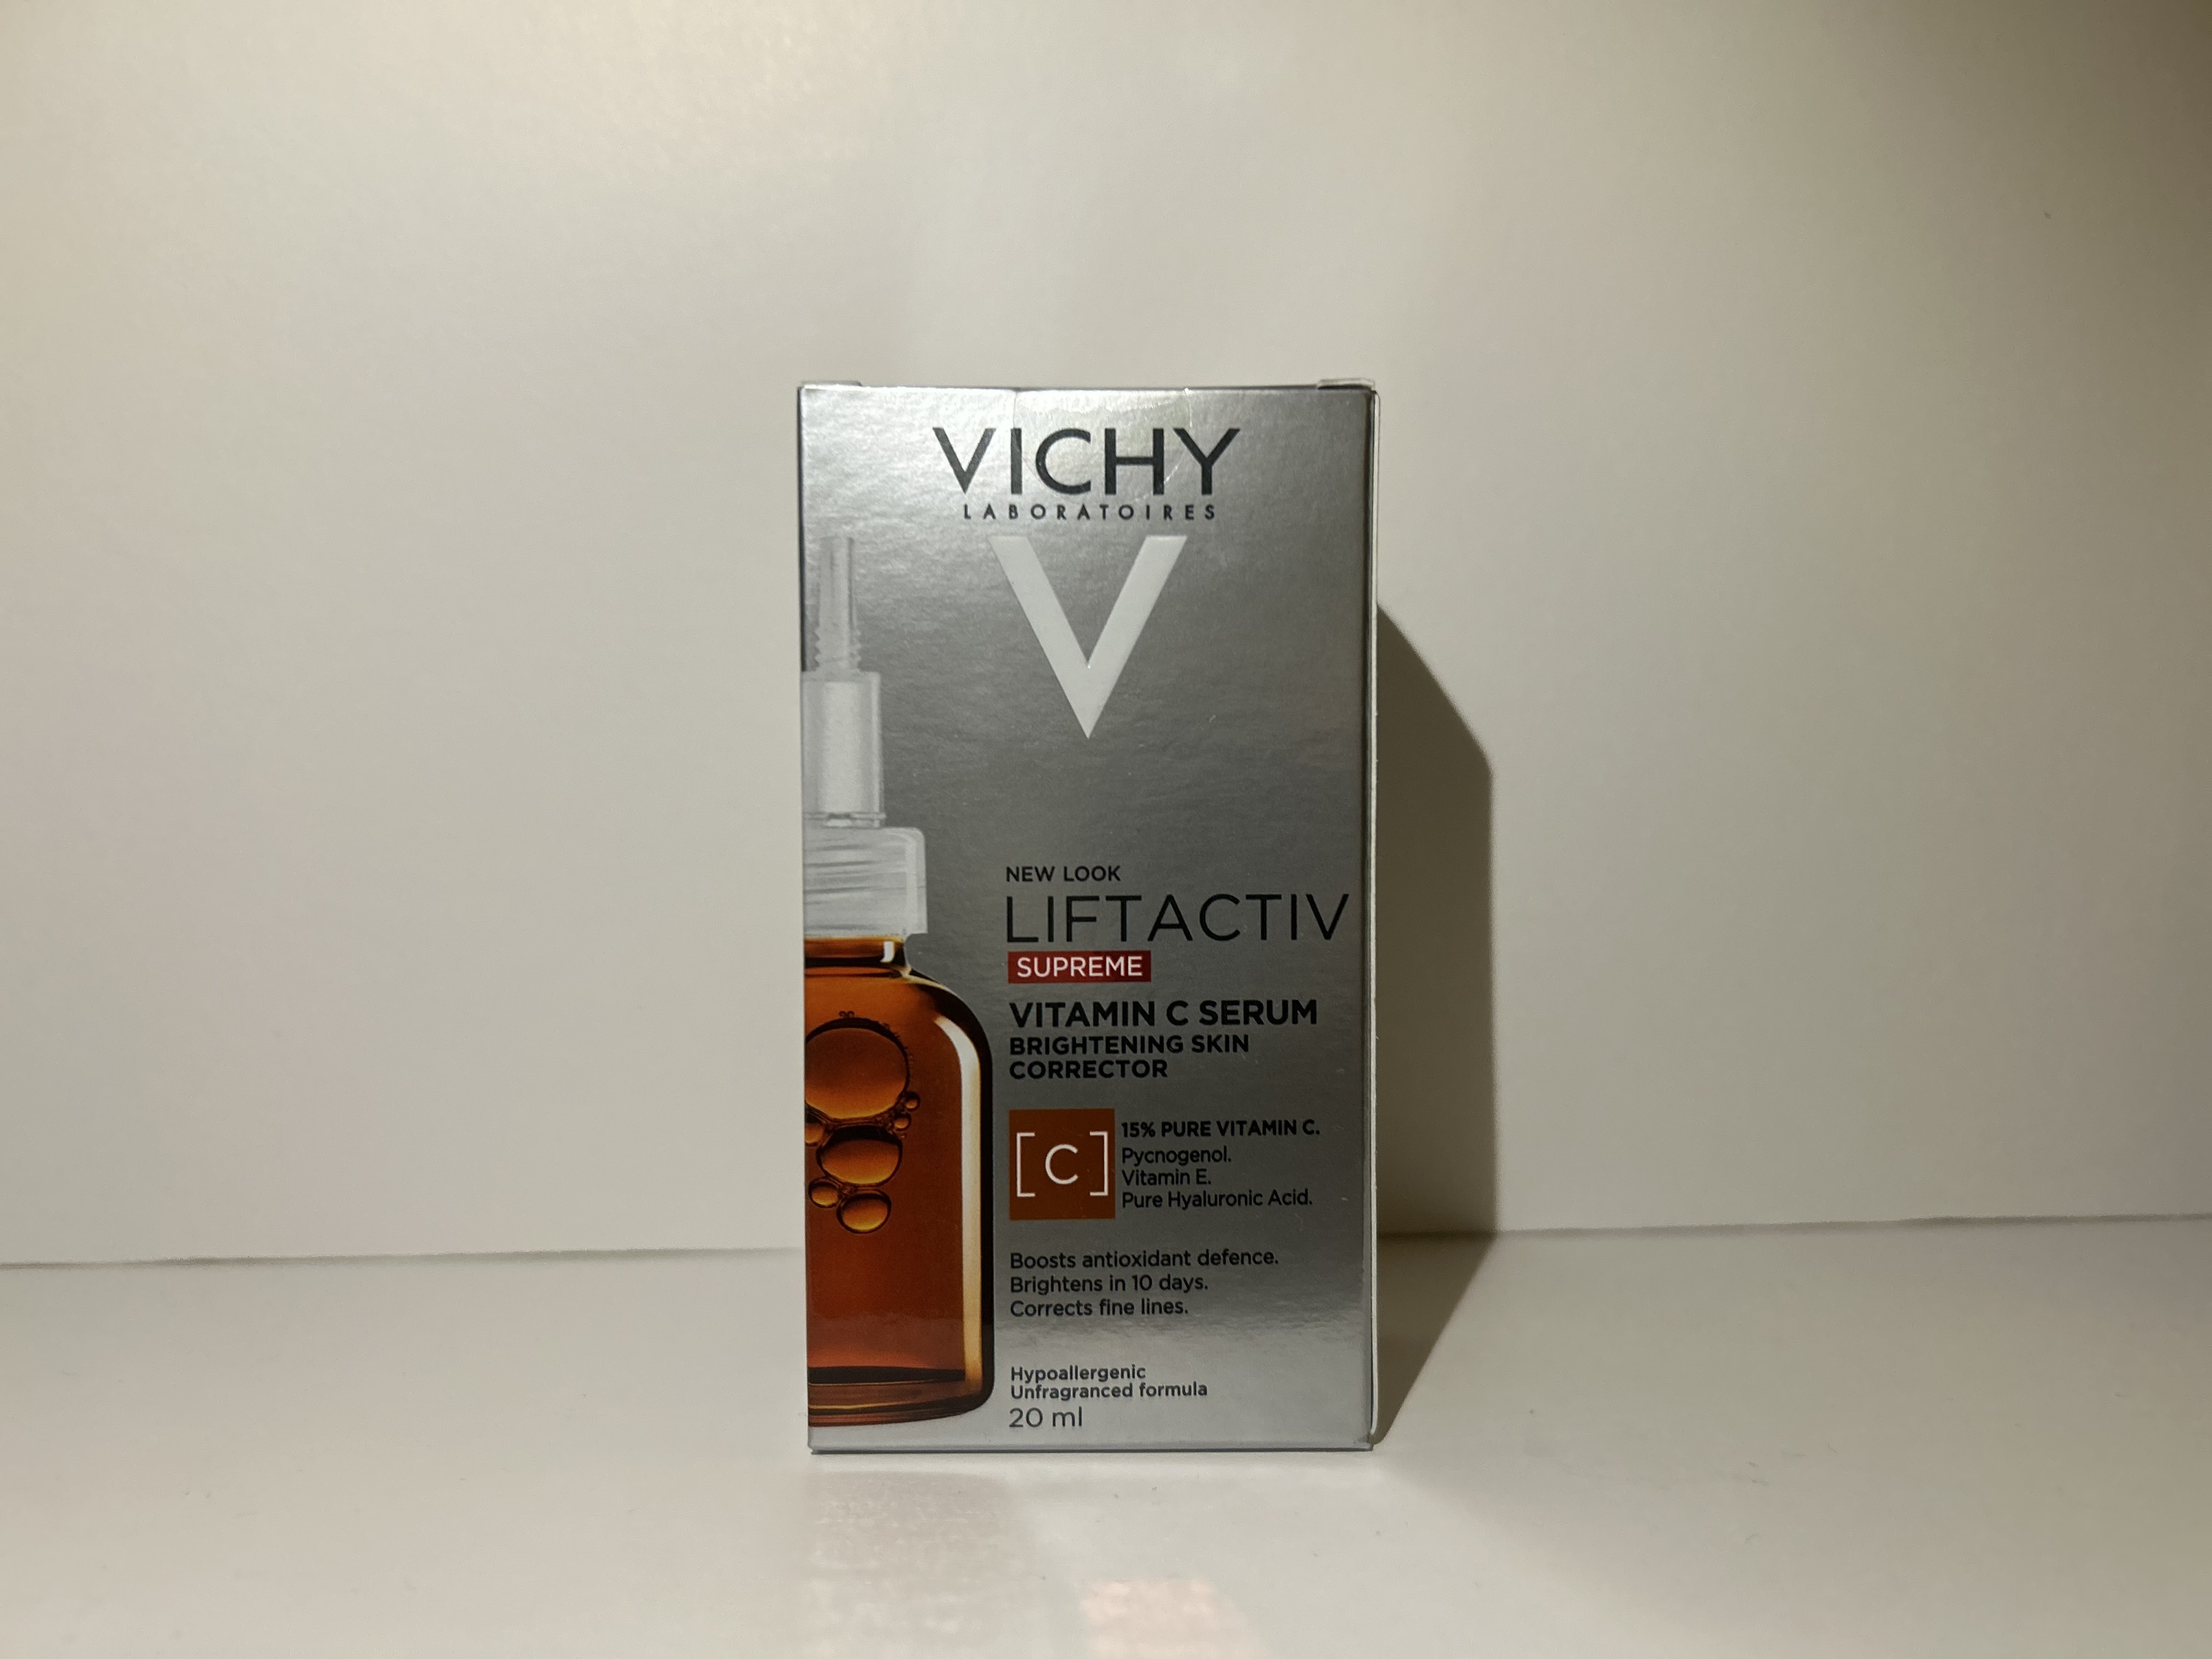 VICHY
LABORATOIRES
V
NEW LOOK
LIFTACTIV
SUPREME
VITAMIN C SERUM
BRIGHTENING SKIN
CORRECTOR
[C]
15% PURE VITAMIN C.
Pycnogenol.
Vitamin E.
Pure Hyaluronic Acid.
Boosts antioxidant defence.
Brightens in 10 days.
Corrects fine lines.
Hypoallergenic
Unfragranced formula
20 ml